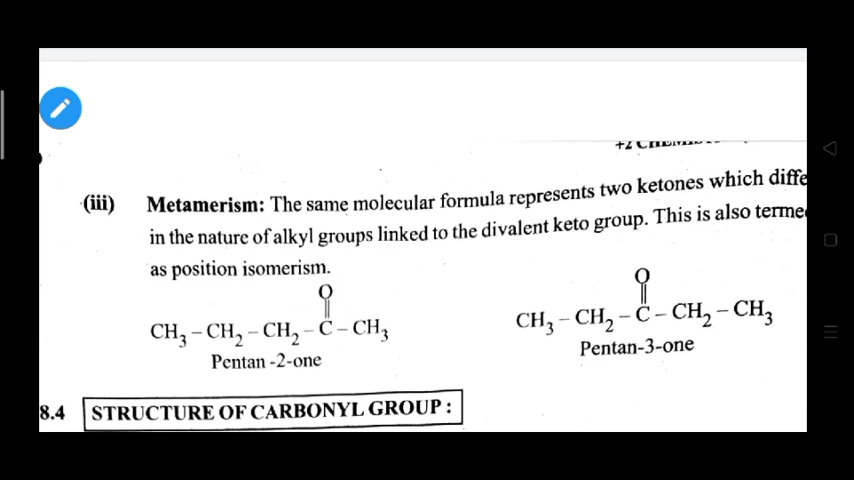 (iii) Metamerism: The same molecular formula represents two ketones which diffe
in the nature of alkyl groups linked to the divalent keto group. This is also terme
as position isomerism.
O O
CH3 – CH2 – CH2 – C – CH3 CH3 – CH2 – C – CH2 – CH3
Pentan -2-one Pentan-3-one
8.4 STRUCTURE OF CARBONYL GROUP :